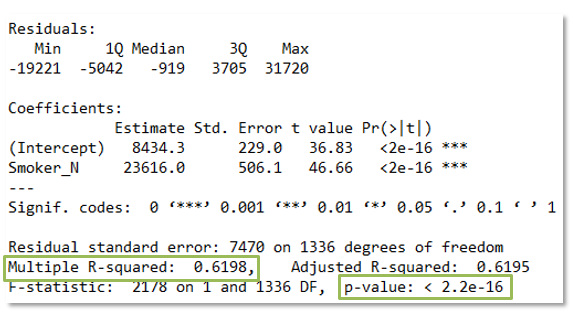 Residuals:
   Min     1Q Median     3Q    Max
-19221  -5042   -919   3705  31720
Coefficients:
            Estimate Std. Error t value Pr(>|t|)
(Intercept)   8434.3      229.0   36.83   <2e-16 ***
Smoker_N     23616.0      506.1   46.66   <2e-16 ***
---
Signif. codes:  0 ‘***’ 0.001 ‘**’ 0.01 ‘*’ 0.05 ‘.’ 0.1 ‘ ’ 1
Residual standard error: 7470 on 1336 degrees of freedom
Multiple R-squared:  0.6198,    Adjusted R-squared:  0.6195
F-statistic:  2178 on 1 and 1336 DF,  p-value: < 2.2e-16